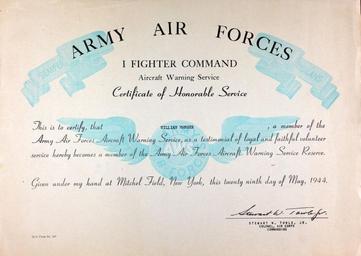 ARMY AIR FORCES
I FIGHTER COMMAND
Aircraft Warning Service
Certificate of Honorable Service
This is to certify, that WILLIAM, a member of the
Army Air Forces Aircraft Warning Service, as a testimonial of loyal and faithful volunteer
service hereby becomes a member of the Army Air Forces Aircraft Warning Service Reserve.
Given under my hand at Mitchel Field, New York, this twenty ninth day of May, 1944.
Stewart W. Towle, Jr.
STEWART W. TOWLE, JR.
COLONEL, AIR CORPS
COMMANDING